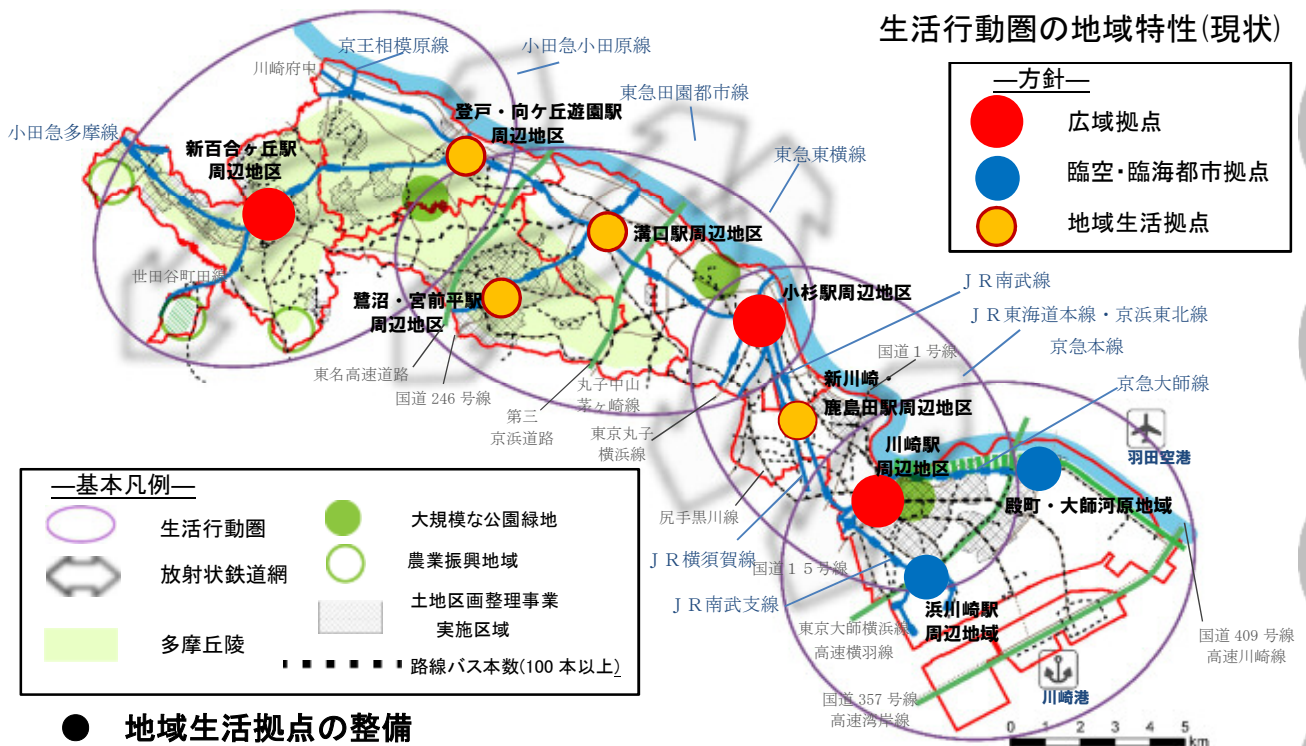 生活行動圏の地域特性(現状)
―方針―
広域拠点
臨空・臨海都市拠点
地域生活拠点
京王相模原線
小田急小田原線
川崎府中
東急田園都市線
登戸・向ケ丘遊園駅
周辺地区
小田急多摩線
新百合ヶ丘駅
周辺地区
東急東横線
溝口駅周辺地区
世田谷町田線
鷺沼・宮前平駅
周辺地区
小杉駅周辺地区
JR南武線
JR東海道本線・京浜東北線
京急本線
国道1号線
東名高速道路
国道246号線
丸子中山
茅ヶ崎線
第三
京浜道路
新川崎・
鹿島田駅周辺地区
京急大師線
東京丸子
横浜線
川崎駅
周辺地区
羽田空港
殿町・大師河原地域
尻手黒川線
JR横須賀線
国道15号線
JR南武支線
浜川崎駅
周辺地域
東京大師横浜線
高速横羽線
国道409号線
高速川崎線
国道357号線
高速湾岸線
川崎港
0 1 2 3 4 5
km
―基本凡例―
生活行動圏
大規模な公園緑地
放射状鉄道網
農業振興地域
土地区画整理事業
実施区域
多摩丘陵
路線バス本数(100本以上)
● 地域生活拠点の整備